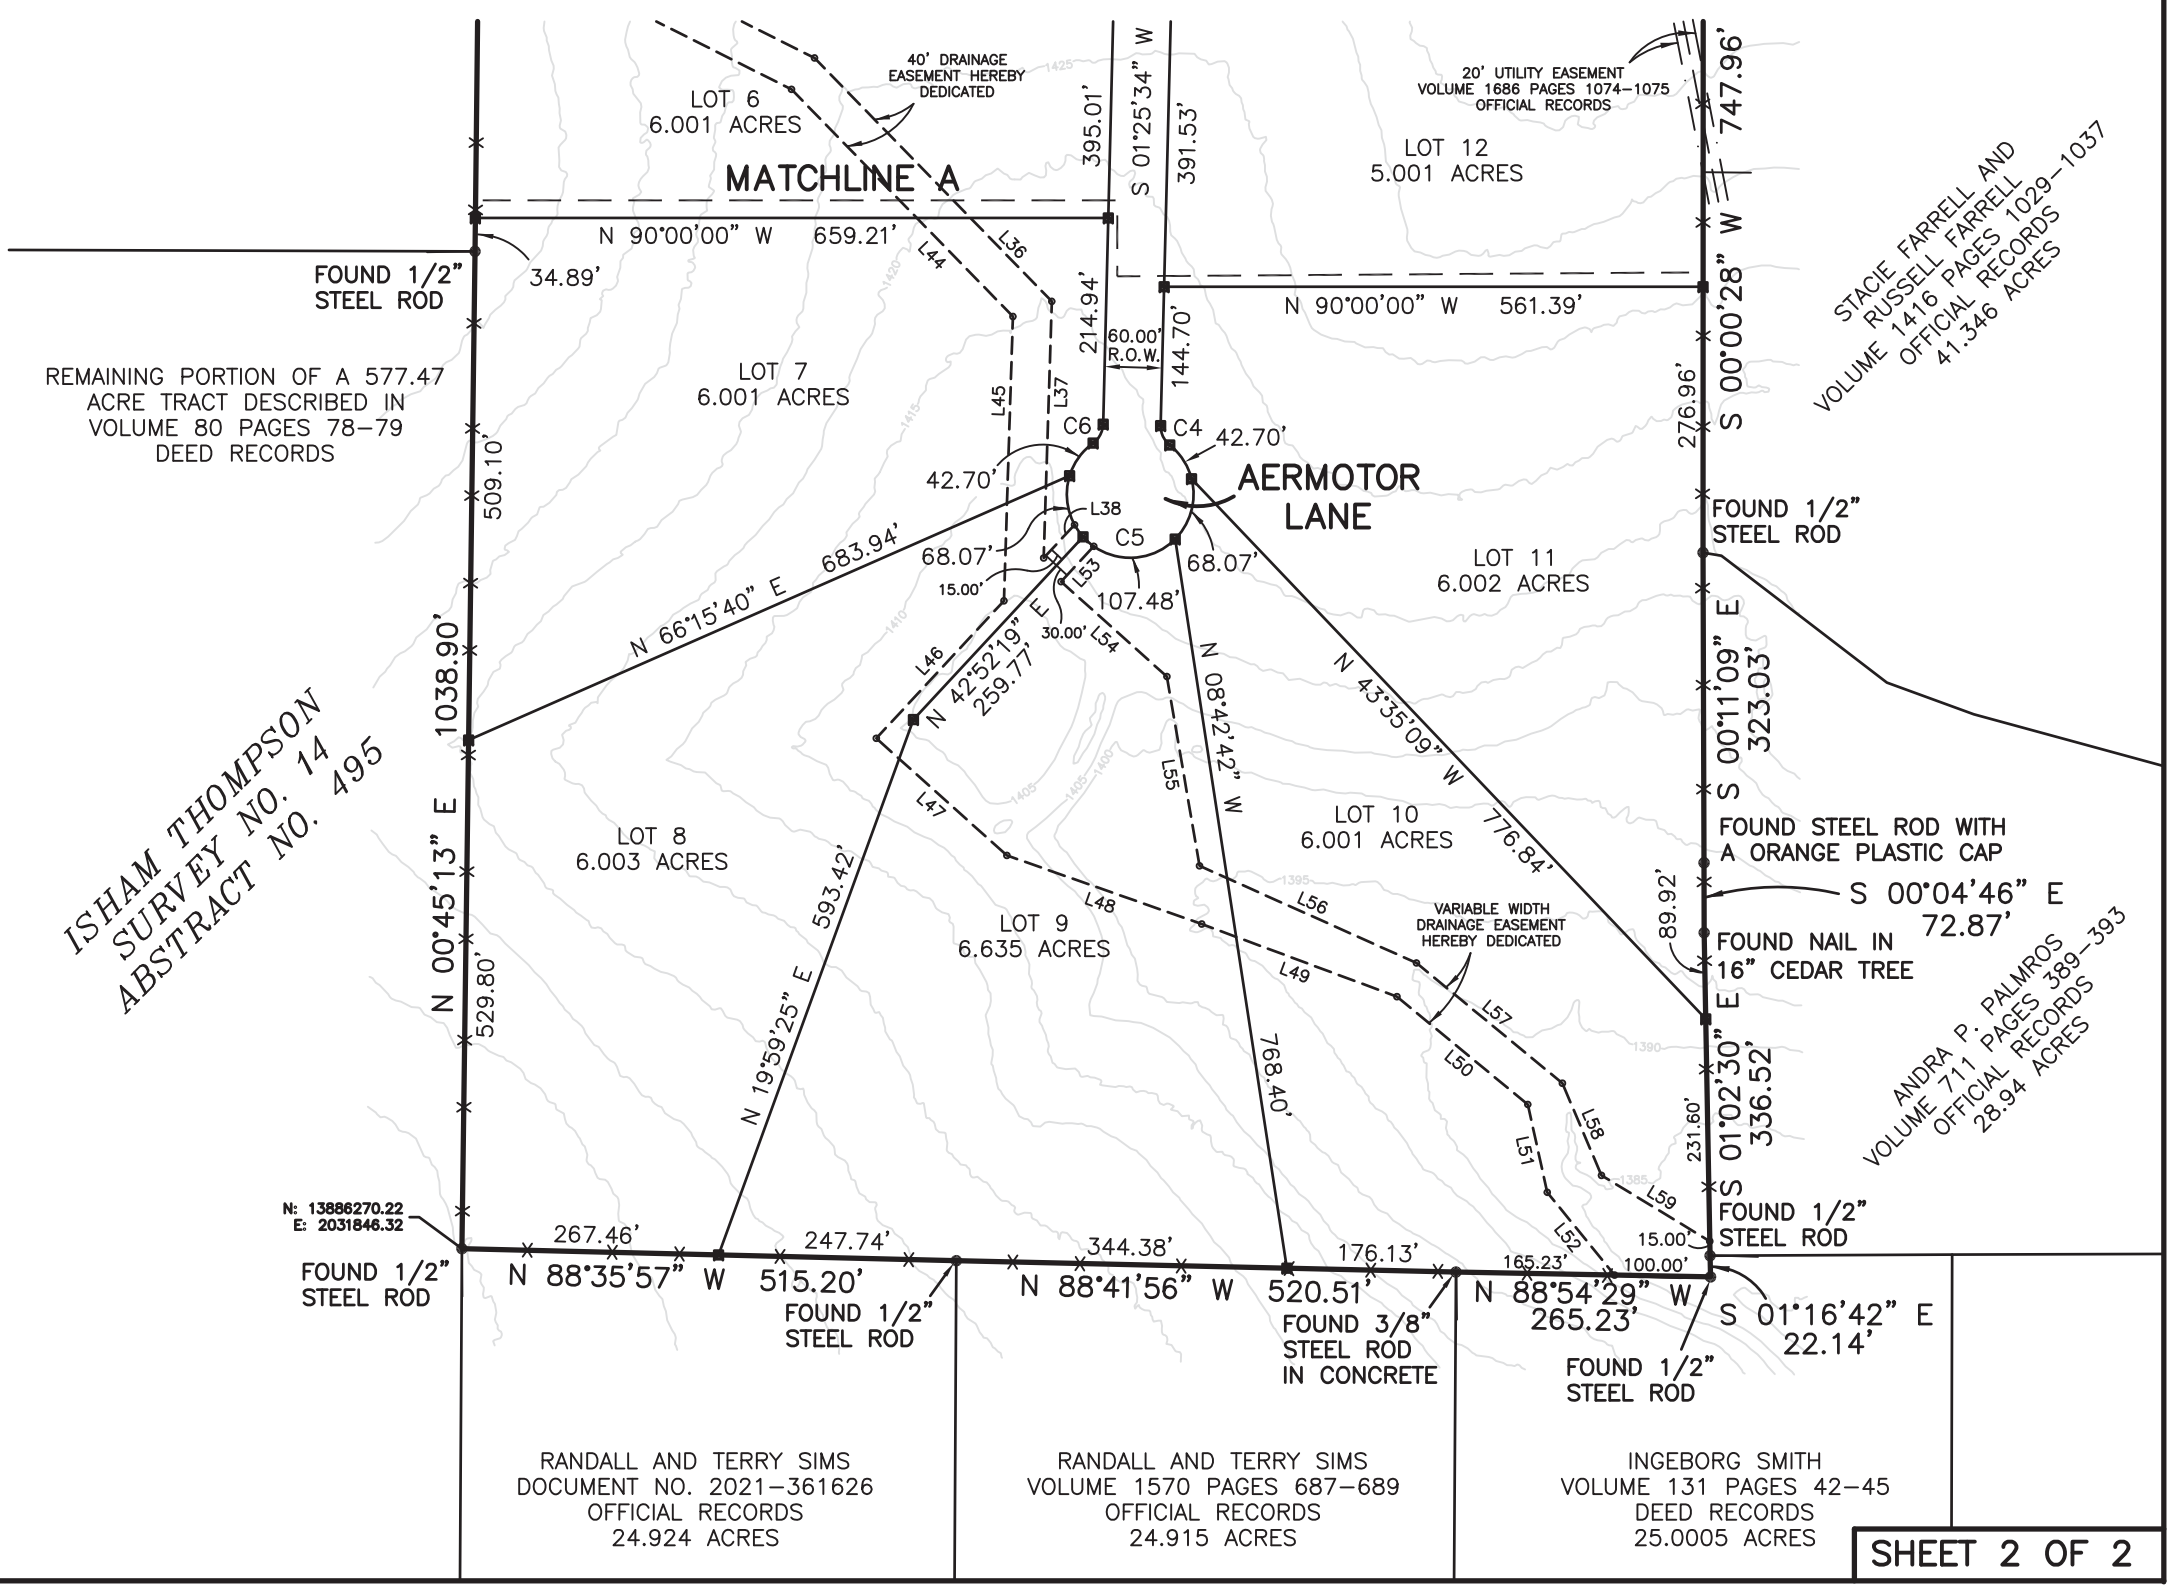 40' DRAINAGE
EASEMENT HEREBY
DEDICATED
LOT 6
6.001 ACRES
MATCHLINE A
395.01'
S 01°25'34" W
391.53'
1425
20' UTILITY EASEMENT
VOLUME 1686 PAGES 1074-1075
OFFICIAL RECORDS
LOT 12
5.001 ACRES
747.96'
S 00°00'28" W
STACIE FARRELL AND
RUSSELL FARRELL
VOLUME 1416 PAGES 1029-1037
OFFICIAL RECORDS
41.346 ACRES
N 90°00'00" W 659.21'
L44
L36
FOUND 1/2"
STEEL ROD
34.89'
1420
214.94'
60.00'
R.O.W.
144.70'
N 90°00'00" W 561.39'
276.96'
REMAINING PORTION OF A 577.47
ACRE TRACT DESCRIBED IN
VOLUME 80 PAGES 78-79
DEED RECORDS
LOT 7
6.001 ACRES
1415
L45
L37
C6
C4
42.70'
42.70'
509.10'
AERMOTOR
LANE
L38
C5
68.07'
68.07'
15.00'
L53
107.48'
30.00'
L54
FOUND 1/2"
STEEL ROD
LOT 11
6.002 ACRES
N 66°15'40" E 683.94'
1410
L46
N 42°52'19" E
259.77'
N 08°42'42" W
768.40'
N 43°35'09" W 776.84'
S 00°11'09" E
323.03'
ISHAM THOMPSON
SURVEY NO. 14
ABSTRACT NO. 495
N 00°45'13" E 1038.90'
529.80'
1405
1405
1400
L47
L55
LOT 8
6.003 ACRES
593.42'
N 19°59'25" E
LOT 10
6.001 ACRES
FOUND STEEL ROD WITH
A ORANGE PLASTIC CAP
S 00°04'46" E
72.87'
89.92'
FOUND NAIL IN
16" CEDAR TREE
LOT 9
6.635 ACRES
L48
L49
1395
L56
VARIABLE WIDTH
DRAINAGE EASEMENT
HEREBY DEDICATED
L57
L50
1390
L58
L51
1385
L59
L52
S 01°02'30" E
336.52'
231.60'
ANDRA P. PALMROS
VOLUME 711 PAGES 389-393
OFFICIAL RECORDS
28.94 ACRES
N: 13886270.22
E: 2031846.32
FOUND 1/2"
STEEL ROD
267.46'
247.74'
N 88°35'57" W 515.20'
FOUND 1/2"
STEEL ROD
344.38'
176.13'
N 88°41'56" W 520.51'
FOUND 3/8"
STEEL ROD
IN CONCRETE
165.23'
100.00'
N 88°54'29" W
265.23'
15.00'
FOUND 1/2"
STEEL ROD
S 01°16'42" E
22.14'
FOUND 1/2"
STEEL ROD
RANDALL AND TERRY SIMS
DOCUMENT NO. 2021-361626
OFFICIAL RECORDS
24.924 ACRES
RANDALL AND TERRY SIMS
VOLUME 1570 PAGES 687-689
OFFICIAL RECORDS
24.915 ACRES
INGEBORG SMITH
VOLUME 131 PAGES 42-45
DEED RECORDS
25.0005 ACRES
SHEET 2 OF 2